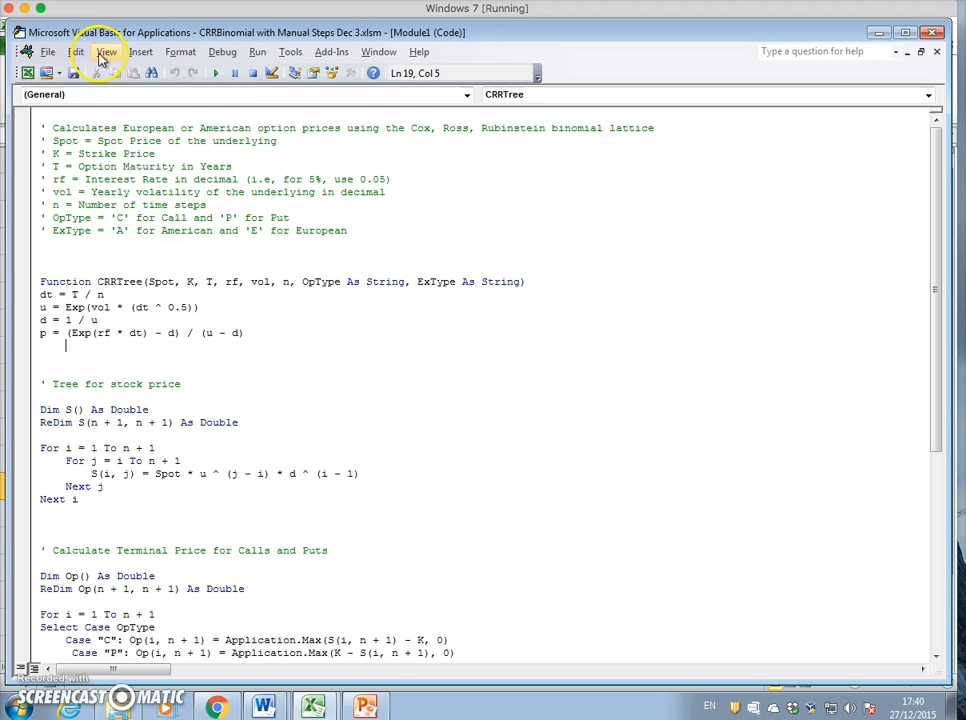 Windows 7 [Running]
Microsoft Visual Basic for Applications - CRRBinomial with Manual Steps Dec 3.xlsm - [Module1 (Code)]
File Edit View Insert Format Debug Run Tools Add-Ins Window Help
Type a question for help
Ln 19, Col 5
(General)
CRRTree
' Calculates European or American option prices using the Cox, Ross, Rubinstein binomial lattice
' Spot = Spot Price of the underlying
' K = Strike Price
' T = Option Maturity in Years
' rf = Interest Rate in decimal (i.e, for 5%, use 0.05)
' vol = Yearly volatility of the underlying in decimal
' n = Number of time steps
' OpType = 'C' for Call and 'P' for Put
' ExType = 'A' for American and 'E' for European
Function CRRTree(Spot, K, T, rf, vol, n, OpType As String, ExType As String)
dt = T / n
u = Exp(vol * (dt ^ 0.5))
d = 1 / u
p = (Exp(rf * dt) - d) / (u - d)
' Tree for stock price
Dim S() As Double
ReDim S(n + 1, n + 1) As Double
For i = 1 To n + 1
For j = i To n + 1
S(i, j) = Spot * u ^ (j - i) * d ^ (i - 1)
Next j
Next i
' Calculate Terminal Price for Calls and Puts
Dim Op() As Double
ReDim Op(n + 1, n + 1) As Double
For i = 1 To n + 1
Select Case OpType
Case "C": Op(i, n + 1) = Application.Max(S(i, n + 1) - K, 0)
Case "P": Op(i, n + 1) = Application.Max(K - S(i, n + 1), 0)
Recorded with
SCREENCAST MATIC
EN
17:40
27/12/2015